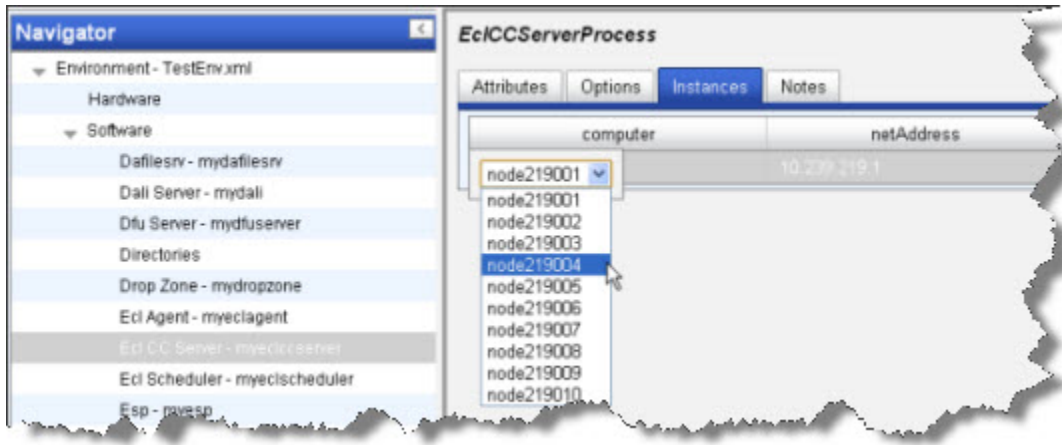 Navigator
Environment - TestEnv.xml
Hardware
Software
Dafilesrv - mydafilesrv
Dali Server - mydali
Dfu Server - mydfuserver
Directories
Drop Zone - mydropzone
Ecl Agent - myeclagent
Ecl CC Server - myeclccserver
Ecl Scheduler - myeclscheduler
Esp - myesp
EclCCServerProcess
Attributes Options Instances Notes
computer netAddress
node219001 10.239.219.1
node219001
node219002
node219003
node219004
node219005
node219006
node219007
node219008
node219009
node219010